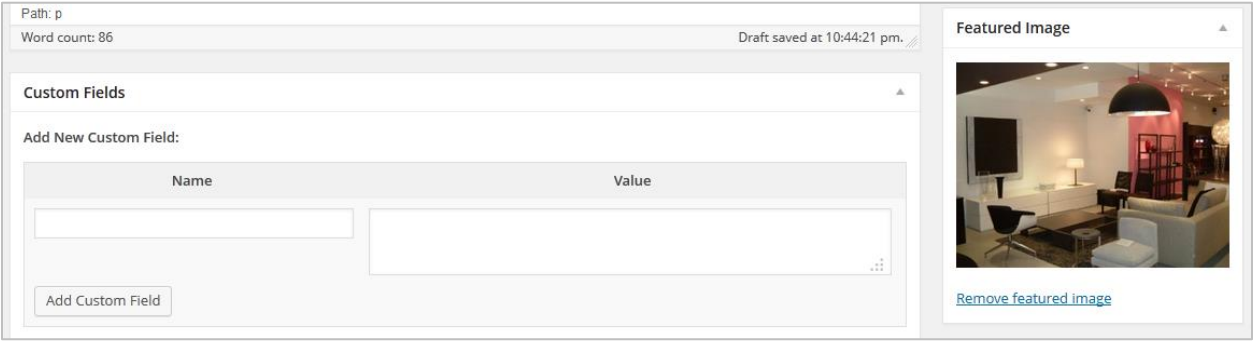 Path: p
Word count: 86
Draft saved at 10:44:21 pm.
Custom Fields
Add New Custom Field:
Name
Value
Add Custom Field
Featured Image
Remove featured image